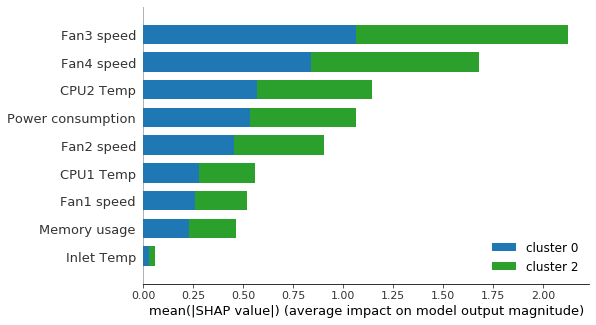 Fan3 speed
Fan4 speed
CPU2 Temp
Power consumption
Fan2 speed
CPU1 Temp
Fan1 speed
Memory usage
Inlet Temp
cluster 0
cluster 2
0.00 0.25 0.50 0.75 1.00 1.25 1.50 1.75 2.00
mean(|SHAP value|) (average impact on model output magnitude)